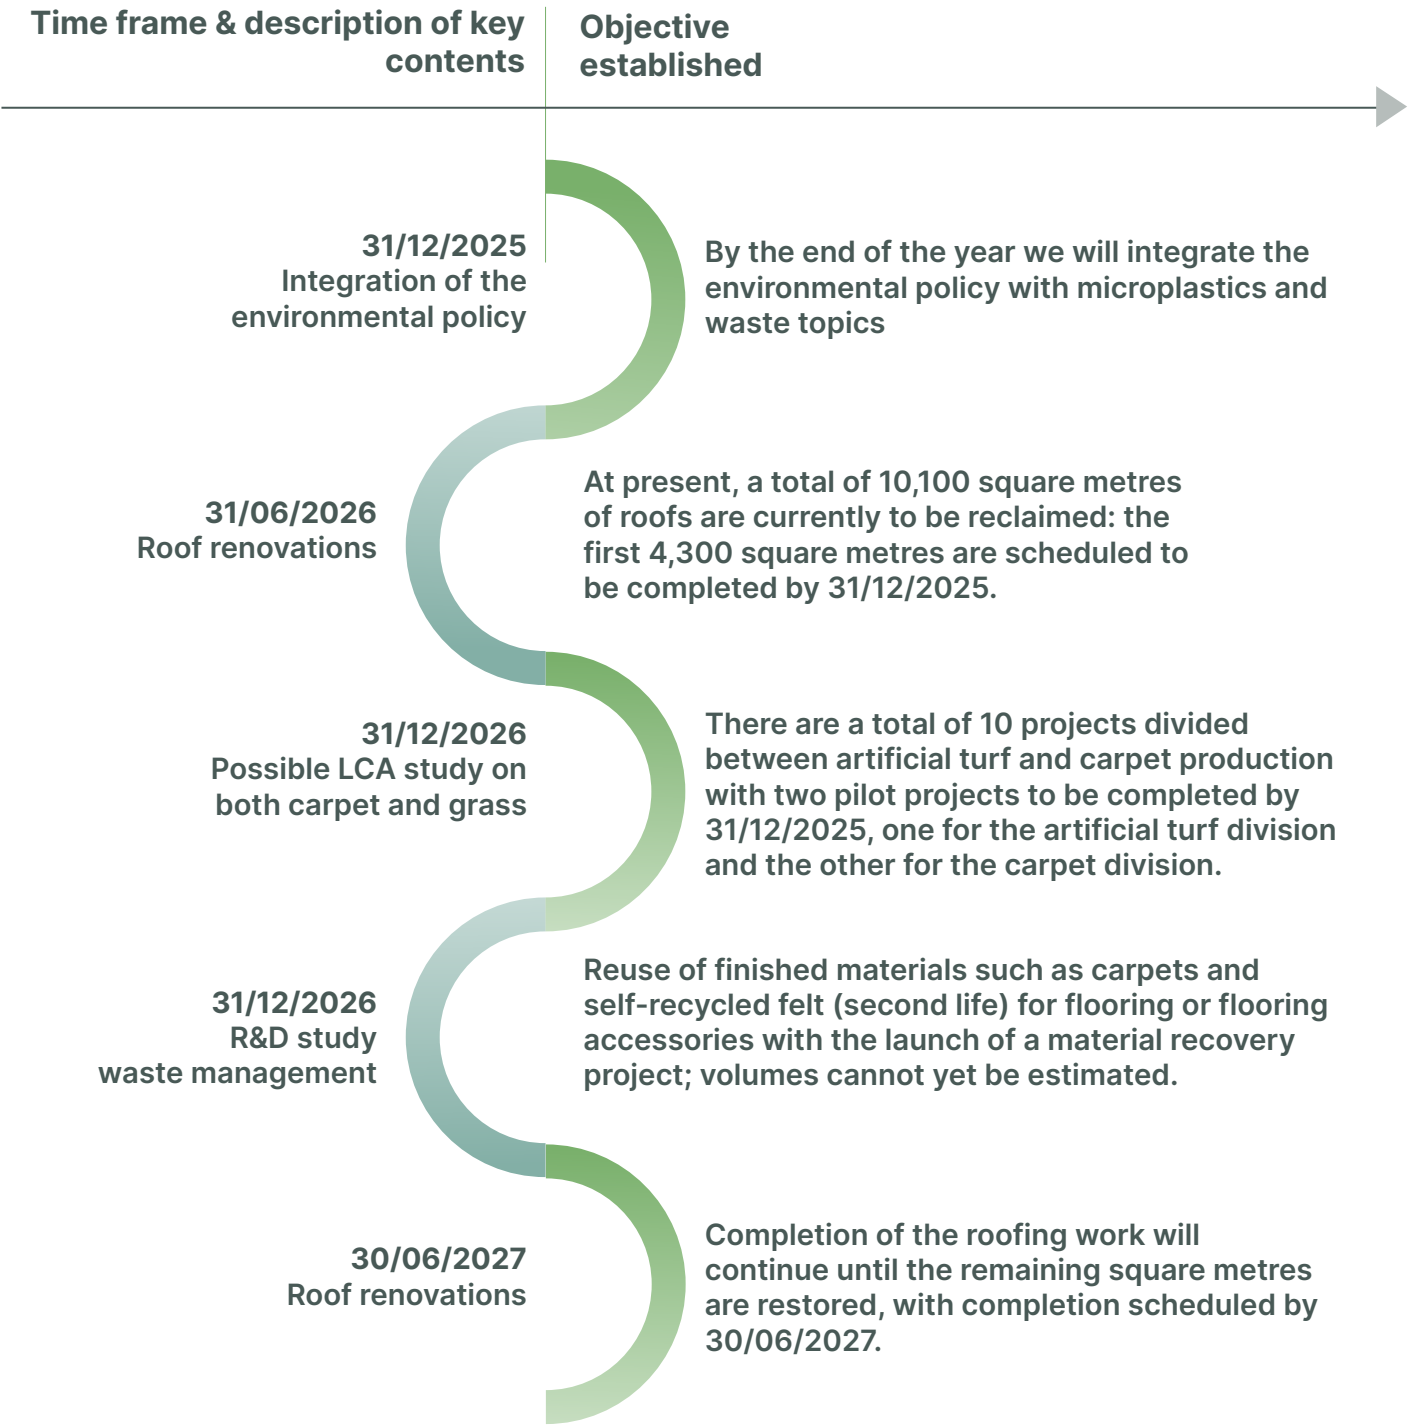 Time frame & description of key
contents
Objective
established
31/12/2025
Integration of the
environmental policy
By the end of the year we will integrate the
environmental policy with microplastics and
waste topics
31/06/2026
Roof renovations
At present, a total of 10,100 square metres
of roofs are currently to be reclaimed: the
first 4,300 square metres are scheduled to
be completed by 31/12/2025.
31/12/2026
Possible LCA study on
both carpet and grass
There are a total of 10 projects divided
between artificial turf and carpet production
with two pilot projects to be completed by
31/12/2025, one for the artificial turf division
and the other for the carpet division.
31/12/2026
R&D study
waste management
Reuse of finished materials such as carpets and
self-recycled felt (second life) for flooring or flooring
accessories with the launch of a material recovery
project; volumes cannot yet be estimated.
30/06/2027
Roof renovations
Completion of the roofing work will
continue until the remaining square metres
are restored, with completion scheduled by
30/06/2027.